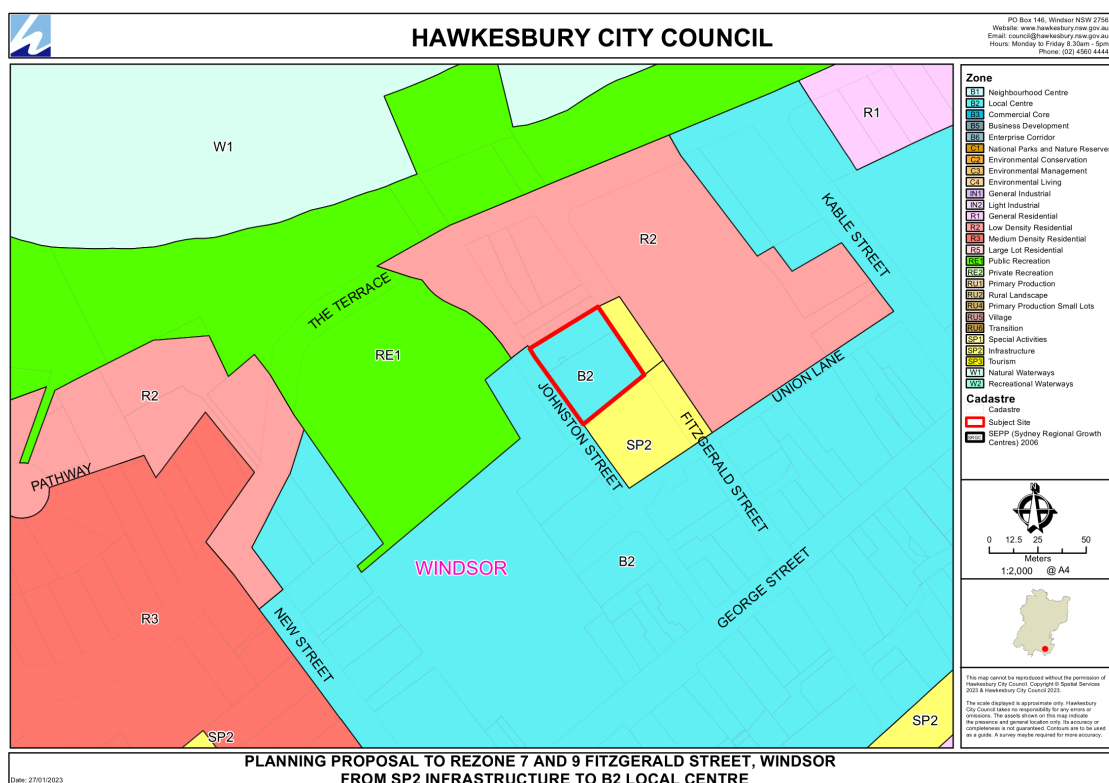 HAWKESBURY CITY COUNCIL
PO Box 146, Windsor NSW 2756
Website: www.hawkesbury.nsw.gov.au
Email: council@hawkesbury.nsw.gov.au
Hours: Monday to Friday 8.30am - 5pm
Phone: (02) 4560 4444
W1
R1
R2
KABLE STREET
THE TERRACE
RE1
B2
UNION LANE
JOHNSTON STREET
R2
SP2
FITZGERALD STREET
PATHWAY
WINDSOR
B2
GEORGE STREET
R3
NEW STREET
SP2
SP2
Zone
B1 Neighbourhood Centre
B2 Local Centre
B3 Commercial Core
B5 Business Development
B6 Enterprise Corridor
C1 National Parks and Nature Reserves
C2 Environmental Conservation
C3 Environmental Management
C4 Environmental Living
IN1 General Industrial
IN2 Light Industrial
R1 General Residential
R2 Low Density Residential
R3 Medium Density Residential
R5 Large Lot Residential
RE1 Public Recreation
RE2 Private Recreation
RU1 Primary Production
RU2 Rural Landscape
RU4 Primary Production Small Lots
RU5 Village
RU6 Transition
SP1 Special Activities
SP2 Infrastructure
SP3 Tourism
W1 Natural Waterways
W2 Recreational Waterways
Cadastre
Cadastre
Subject Site
SRGC SEPP (Sydney Regional Growth
Centres) 2006
N
0 12.5 25 50
Meters
1:2,000 @ A4
This map cannot be reproduced without the permission of
Hawkesbury City Council. Copyright © Spatial Services
2023 & Hawkesbury City Council 2023.
The scale displayed is approximate only. Hawkesbury
City Council takes no responsibility for any errors or
omissions. The assets shown on this map indicate
the presence and general location only. Its accuracy or
completeness is not guaranteed. Contours are to be used
as a guide. A survey maybe required for more accuracy.
PLANNING PROPOSAL TO REZONE 7 AND 9 FITZGERALD STREET, WINDSOR
FROM SP2 INFRASTRUCTURE TO B2 LOCAL CENTRE
Date: 27/01/2023